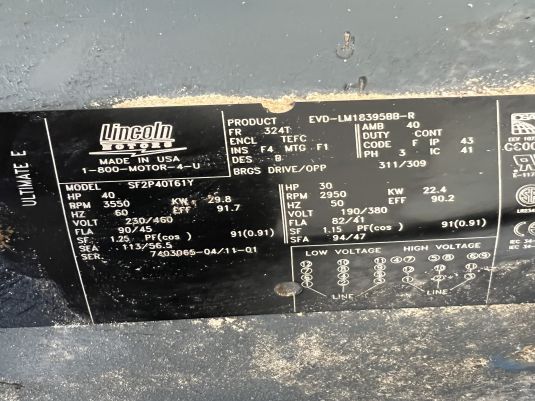 ULTIMATE E
Lincoln
MOTORS
MADE IN USA
1-800-MOTOR-4-U
PRODUCT EVD-LM18395BB-R
FR 324T AMB 40
ENCL TEFC DUTY CONT
INS F4 MTG F1 CODE F IP 43
DES B PH 3 IC 41
BRGS DRIVE/OPP 311/309
MODEL SF2P40T61Y
HP 40 KW 29.8
RPM 3550 EFF 91.7
HZ 60
VOLT 230/460
FLA 90/45
SF 1.25 PF(cos ) 91(0.91)
SFA 113/56.5
SER. 7403065-04/11-01
HP 30 KW 22.4
RPM 2950 EFF 90.2
HZ 50
VOLT 190/380
FLA 82/41
SF 1.15 PF(cos ) 91(0.91)
SFA 94/47
LOW VOLTAGE HIGH VOLTAGE
LINE LINE